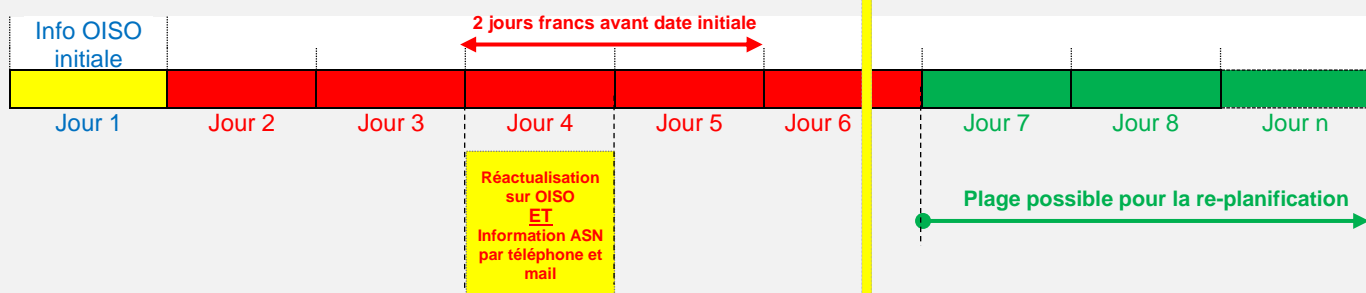 Info OISO
initiale
2 jours francs avant date initiale
Jour 1
Jour 2
Jour 3
Jour 4
Jour 5
Jour 6
Jour 7
Jour 8
Jour n
Réactualisation
sur OISO
ET
Information ASN
par téléphone et
mail
Plage possible pour la re-planification